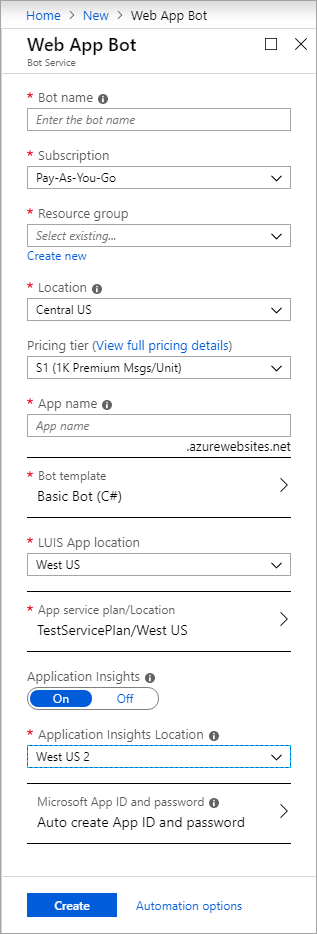 Home > New > Web App Bot
Web App Bot
Bot Service
* Bot name
Enter the bot name
* Subscription
Pay-As-You-Go
* Resource group
Select existing...
Create new
* Location
Central US
Pricing tier (View full pricing details)
S1 (1K Premium Msgs/Unit)
* App name
App name
.azurewebsites.net
* Bot template
Basic Bot (C#)
* LUIS App location
West US
* App service plan/Location
TestServicePlan/West US
Application Insights
On Off
* Application Insights Location
West US 2
Microsoft App ID and password
Auto create App ID and password
Create Automation options